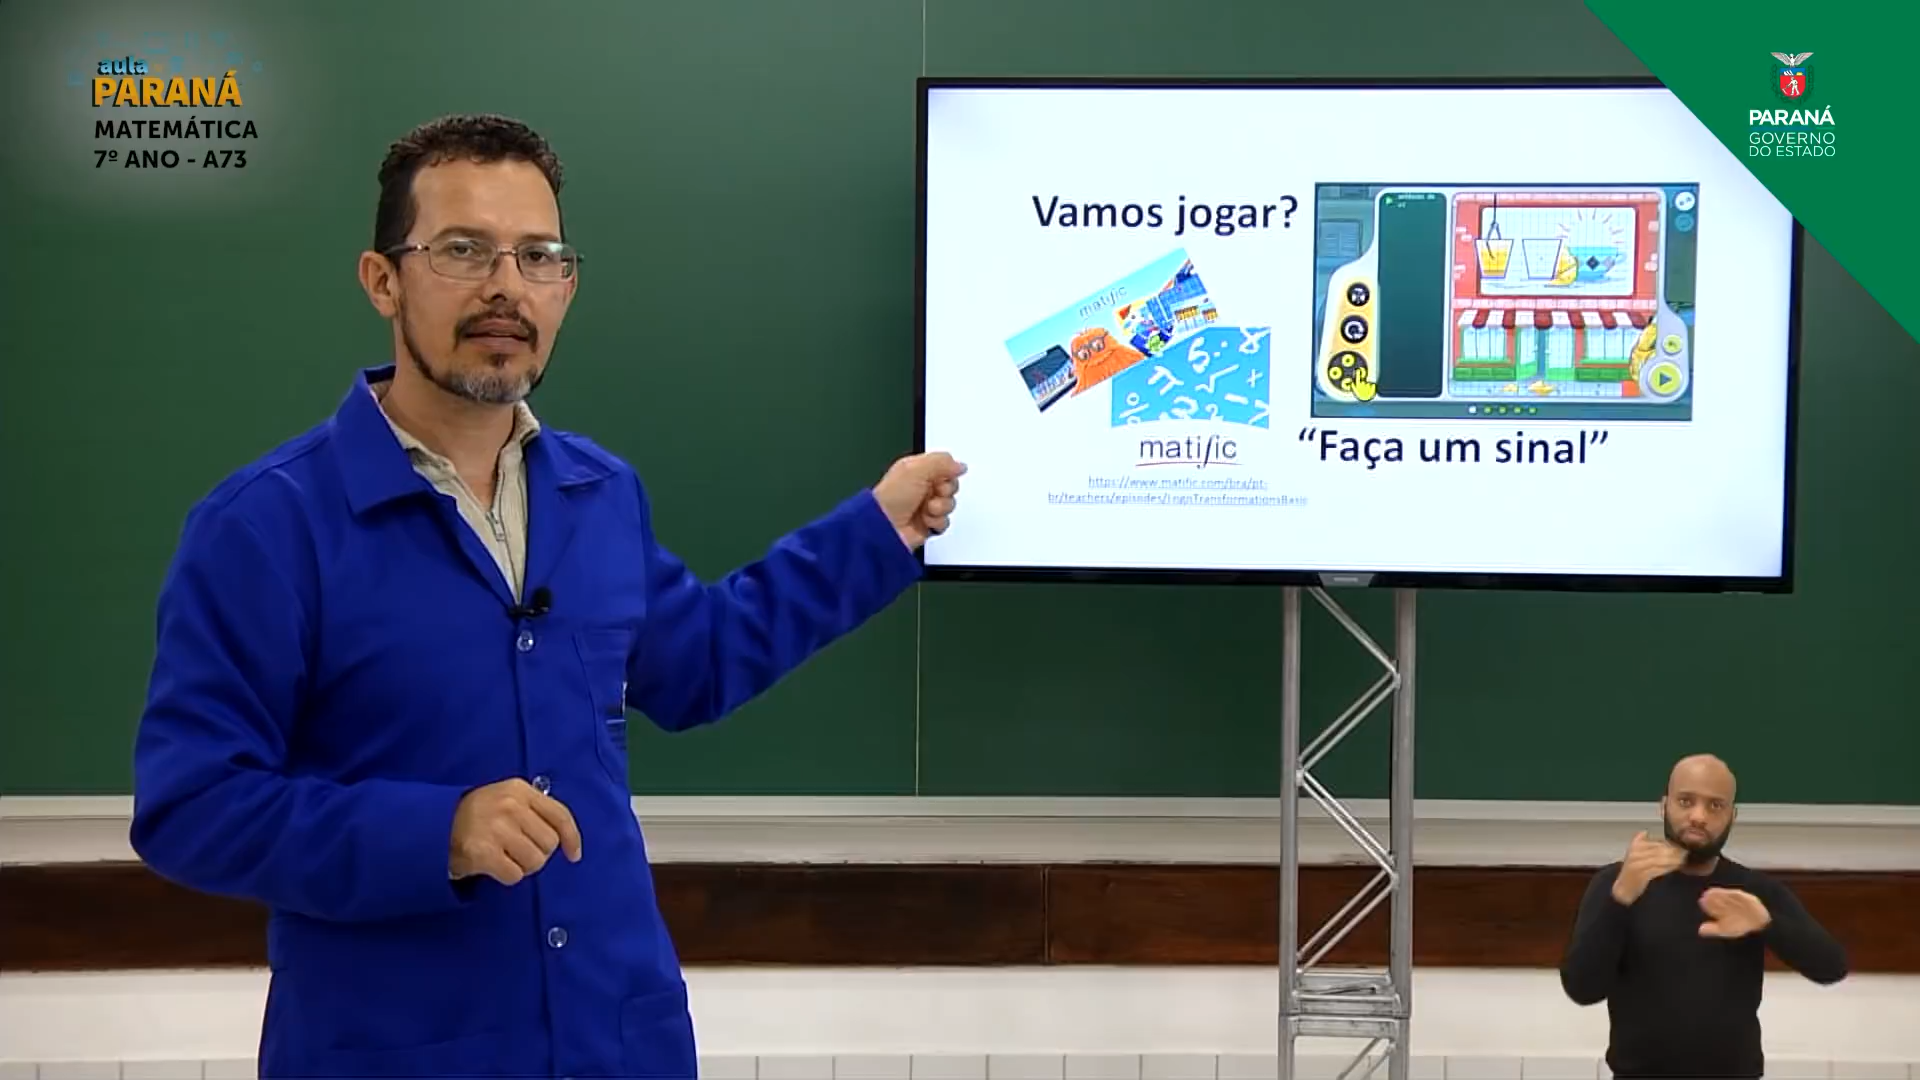 aula
PARANÁ
MATEMÁTICA
7º ANO - A73
PARANÁ
GOVERNO
DO ESTADO
Vamos jogar?
matific
matific
"Faça um sinal"
https://www.matific.com/bra/pt-
br/teachers/episodes/LogoTransformationsBasic